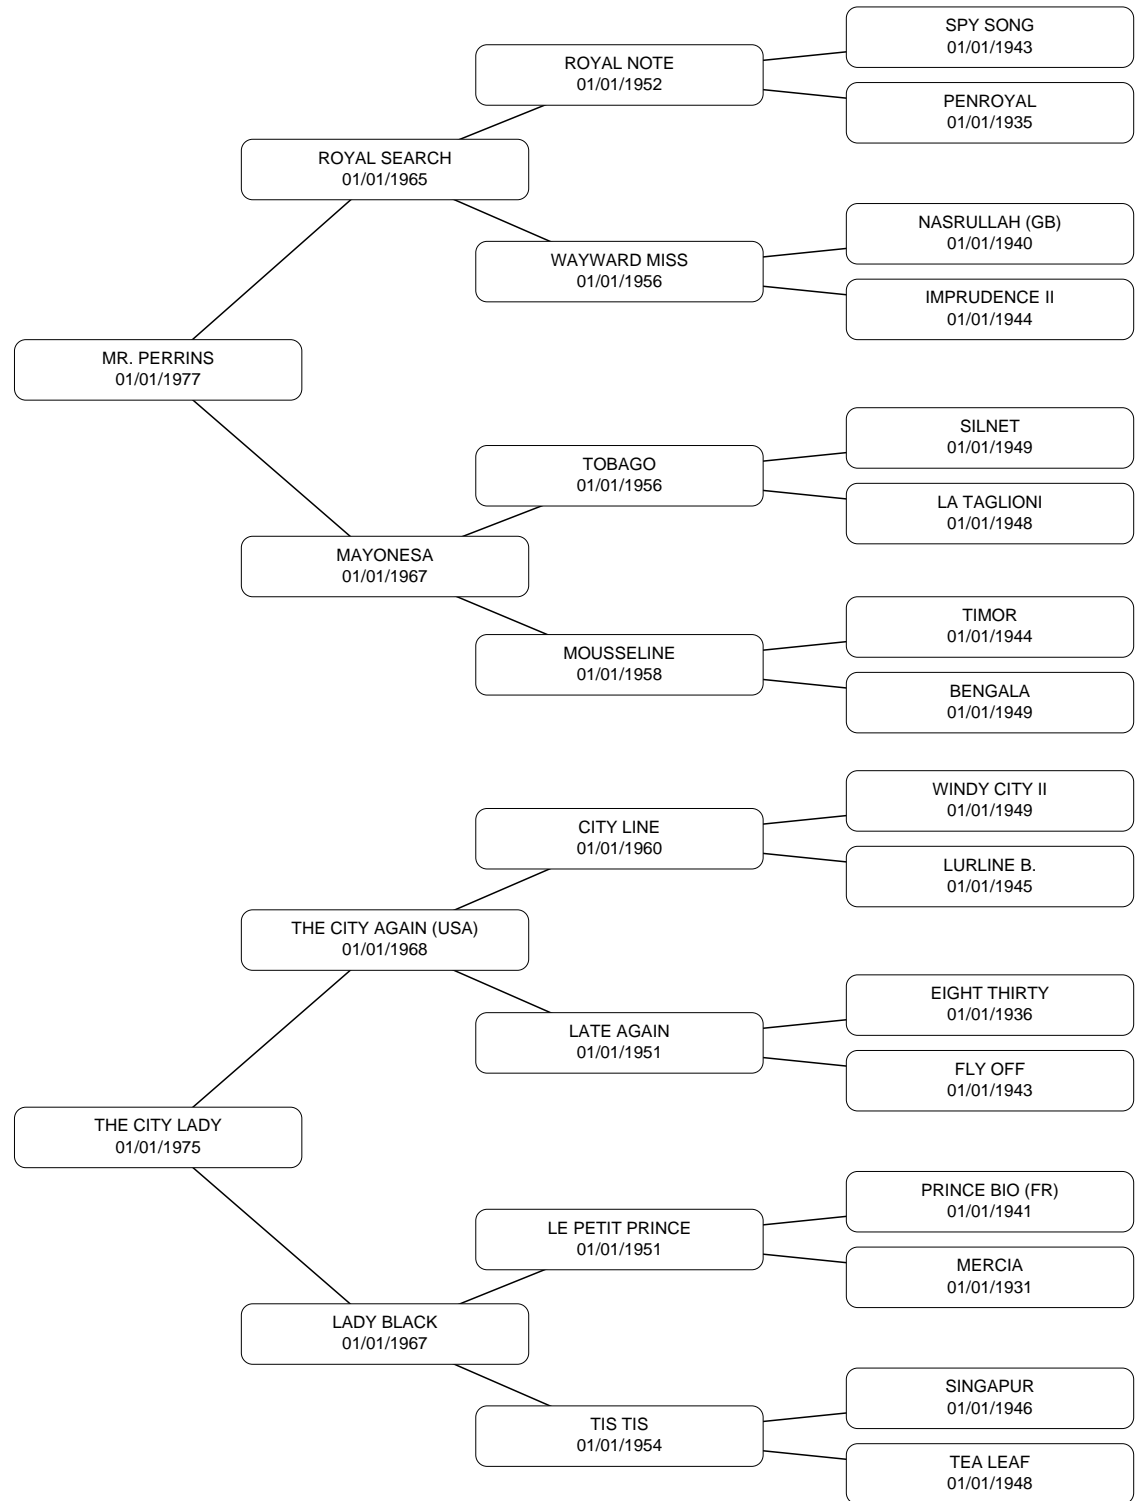 SPY SONG
01/01/1943
ROYAL NOTE
01/01/1952
PENROYAL
01/01/1935
ROYAL SEARCH
01/01/1965
NASRULLAH (GB)
01/01/1940
WAYWARD MISS
01/01/1956
IMPRUDENCE II
01/01/1944
MR. PERRINS
01/01/1977
SILNET
01/01/1949
TOBAGO
01/01/1956
LA TAGLIONI
01/01/1948
MAYONESA
01/01/1967
TIMOR
01/01/1944
MOUSSELINE
01/01/1958
BENGALA
01/01/1949
WINDY CITY II
01/01/1949
CITY LINE
01/01/1960
LURLINE B.
01/01/1945
THE CITY AGAIN (USA)
01/01/1968
EIGHT THIRTY
01/01/1936
LATE AGAIN
01/01/1951
FLY OFF
01/01/1943
THE CITY LADY
01/01/1975
PRINCE BIO (FR)
01/01/1941
LE PETIT PRINCE
01/01/1951
MERCIA
01/01/1931
LADY BLACK
01/01/1967
SINGAPUR
01/01/1946
TIS TIS
01/01/1954
TEA LEAF
01/01/1948